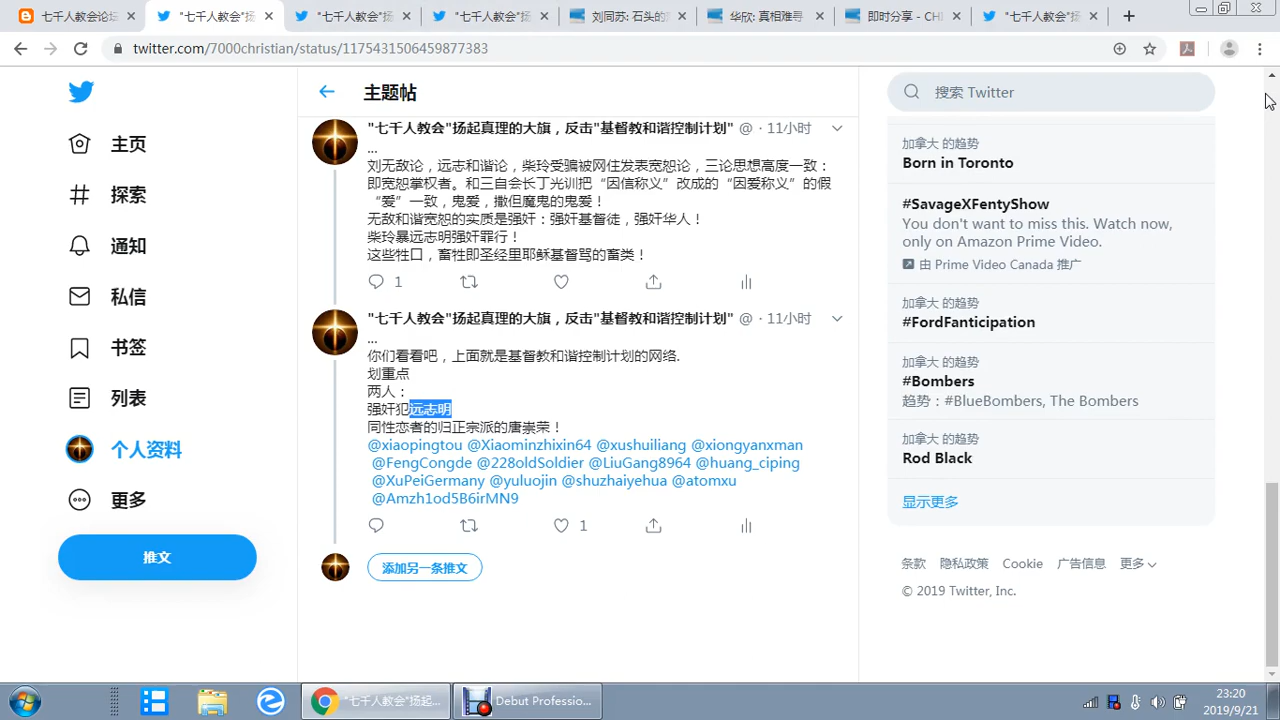 七千人教会论坛
"七千人教会"扬
"七千人教会"扬
"七千人教会"扬
刘同苏: 石头的
华欣: 真相难寻
即时分享 - CH
"七千人教会"扬
twitter.com/7000christian/status/1175431506459877383
主页
探索
通知
私信
书签
列表
个人资料
更多
推文
主题帖
"七千人教会"扬起真理的大旗，反击"基督教和谐控制计划" @ · 11小时
...
刘无敌论，远志和谐论，柴玲受骗被网住发表宽恕论，三论思想高度一致：
即宽恕掌权者。和三自会长丁光训把“因信称义”改成的“因爱称义”的假
“爱”一致，鬼爱，撒但魔鬼的鬼爱！
无敌和谐宽恕的实质是强奸：强奸基督徒，强奸华人！
柴玲暴远志明强奸罪行！
这些牲口，畜牲即圣经里耶稣基督骂的畜类！
1
"七千人教会"扬起真理的大旗，反击"基督教和谐控制计划" @ · 11小时
...
你们看看吧，上面就是基督教和谐控制计划的网络.
划重点
两人：
强奸犯远志明
同性恋者的归正宗派的唐崇荣！
@xiaopingtou @Xiaominzhixin64 @xushuiliang @xiongyanxman
@FengCongde @228oldSoldier @LiuGang8964 @huang_ciping
@XuPeiGermany @yuluojin @shuzhaiyehua @atomxu
@Amzh1od5B6irMN9
1
添加另一条推文
搜索 Twitter
加拿大 的趋势
Born in Toronto
#SavageXFentyShow
You don't want to miss this. Watch now,
only on Amazon Prime Video.
由 Prime Video Canada 推广
加拿大 的趋势
#FordFanticipation
加拿大 的趋势
#Bombers
趋势：#BlueBombers, The Bombers
加拿大 的趋势
Rod Black
显示更多
条款 隐私政策 Cookie 广告信息 更多
© 2019 Twitter, Inc.
"七千人教会"扬起...
Debut Professio...
23:20
2019/9/21